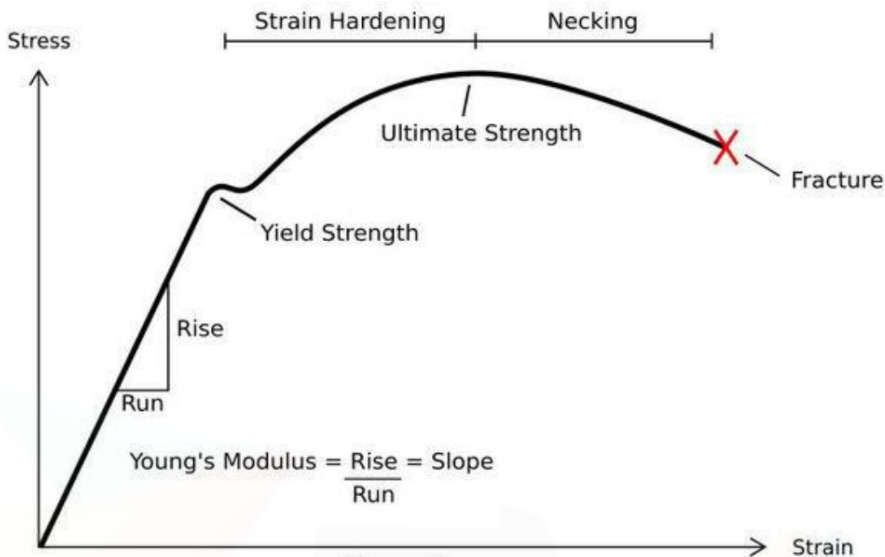 Strain Hardening
Necking
Stress
Ultimate Strength
Fracture
Yield Strength
Rise
Run
Young's Modulus = Rise = Slope
Run
Strain